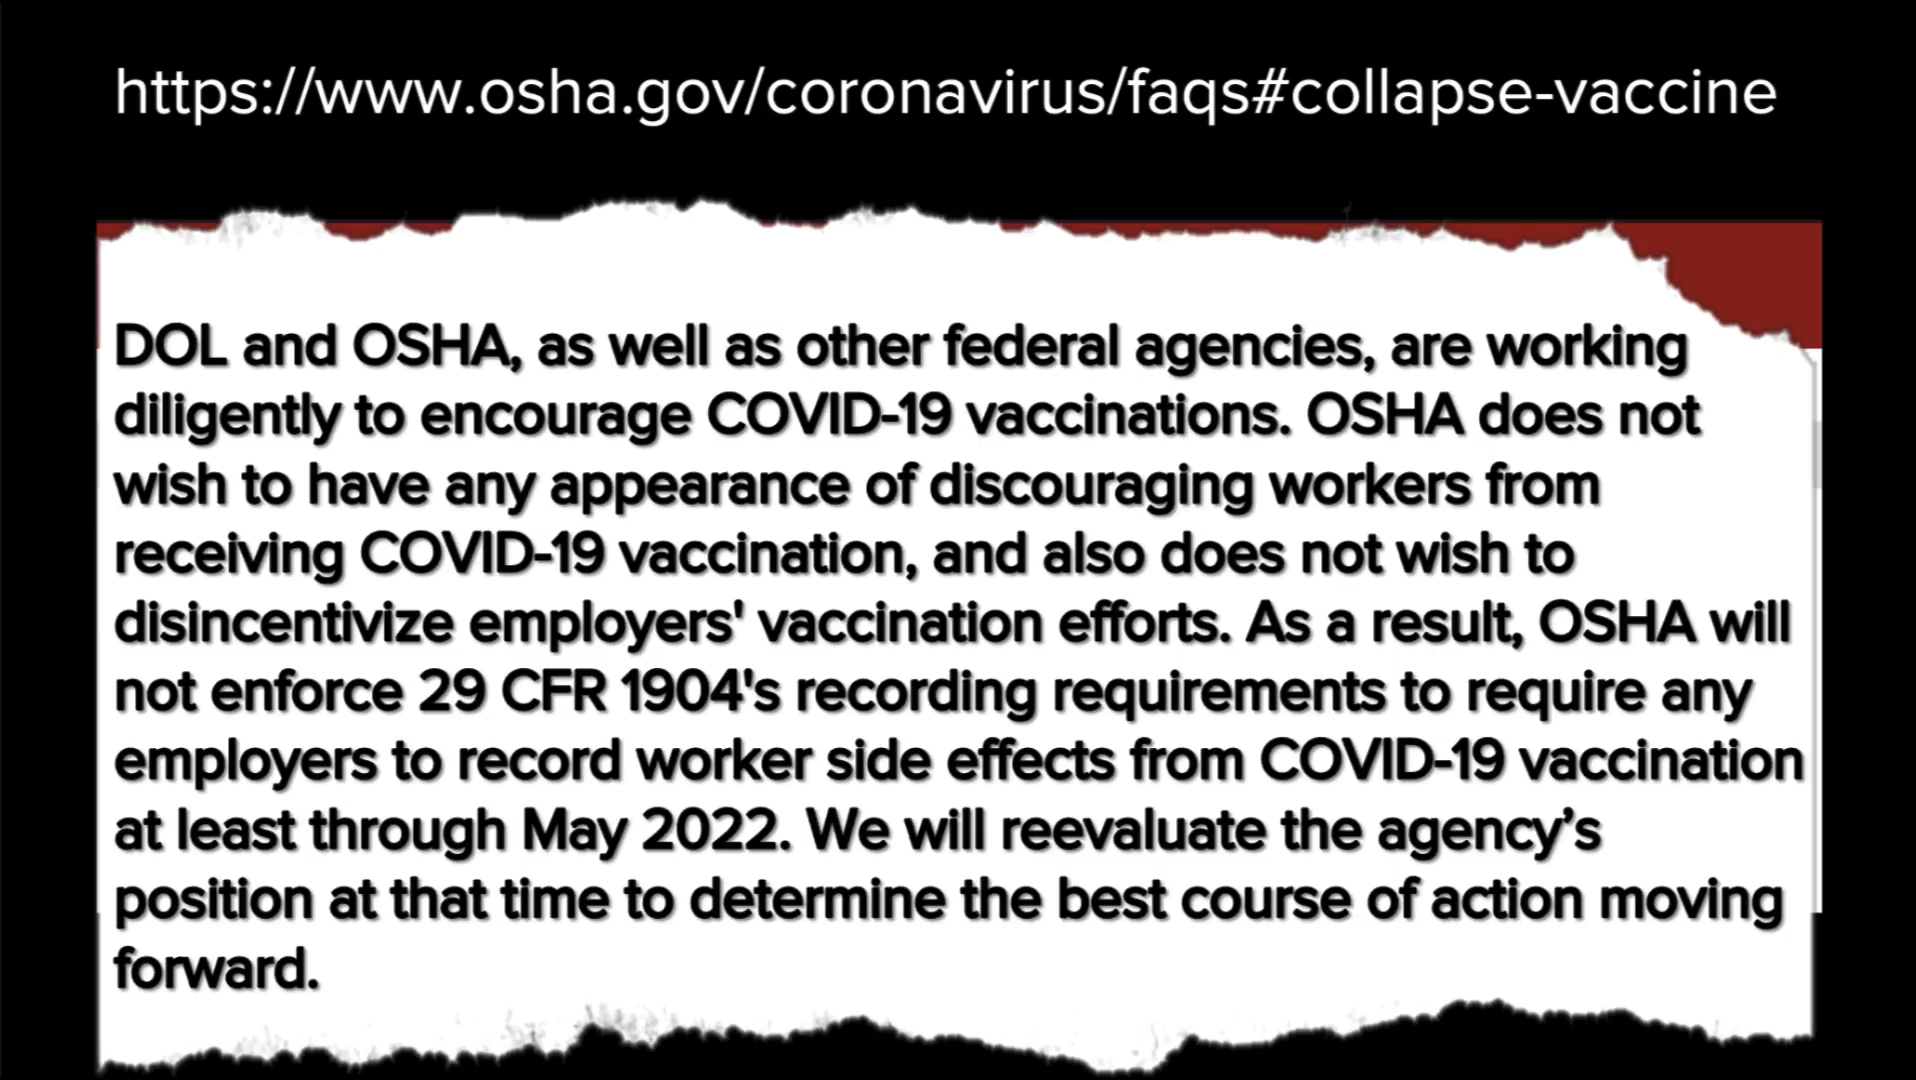 https://www.osha.gov/coronavirus/faqs#collapse-vaccine
DOL and OSHA, as well as other federal agencies, are working
diligently to encourage COVID-19 vaccinations. OSHA does not
wish to have any appearance of discouraging workers from
receiving COVID-19 vaccination, and also does not wish to
disincentivize employers' vaccination efforts. As a result, OSHA will
not enforce 29 CFR 1904's recording requirements to require any
employers to record worker side effects from COVID-19 vaccination
at least through May 2022. We will reevaluate the agency’s
position at that time to determine the best course of action moving
forward.